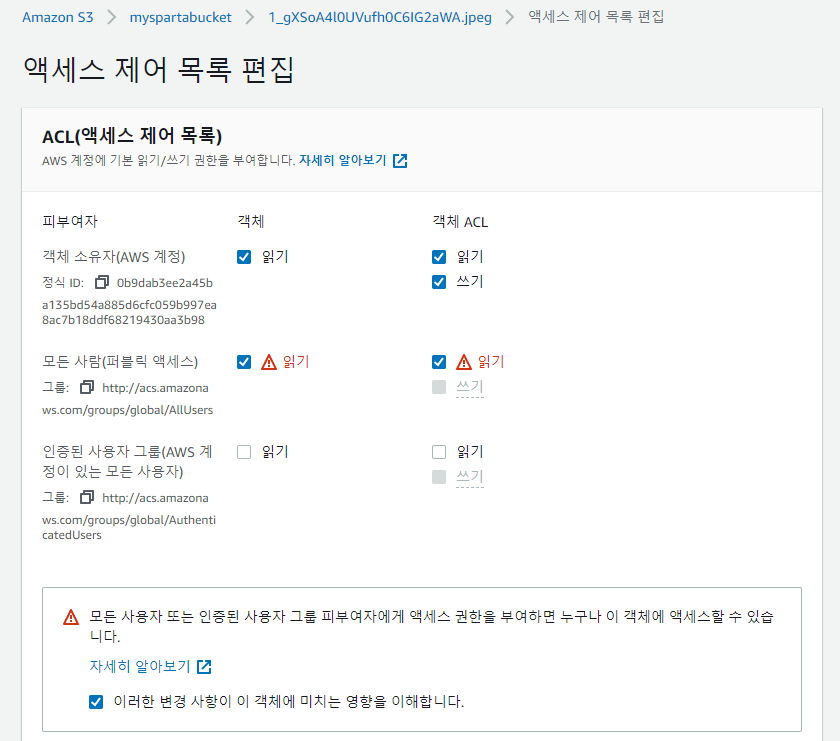 Amazon S3 > myspartabucket > 1_gXSoA4l0UVufh0C6IG2aWA.jpeg > 액세스 제어 목록 편집
액세스 제어 목록 편집
ACL(액세스 제어 목록)
AWS 계정에 기본 읽기/쓰기 권한을 부여합니다. 자세히 알아보기
피부여자 객체 객체 ACL
객체 소유자(AWS 계정) 읽기 읽기
정식 ID: 0b9dab3ee2a45b 쓰기
a135bd54a885d6cfc059b997ea
8ac7b18ddf68219430aa3b98
모든 사람(퍼블릭 액세스) 읽기 읽기
그룹: http://acs.amazona 쓰기
ws.com/groups/global/AllUsers
인증된 사용자 그룹(AWS 계 읽기 읽기
정이 있는 모든 사용자) 쓰기
그룹: http://acs.amazona
ws.com/groups/global/Authenti
catedUsers
모든 사용자 또는 인증된 사용자 그룹 피부여자에게 액세스 권한을 부여하면 누구나 이 객체에 액세스할 수 있습
니다.
자세히 알아보기
이러한 변경 사항이 이 객체에 미치는 영향을 이해합니다.